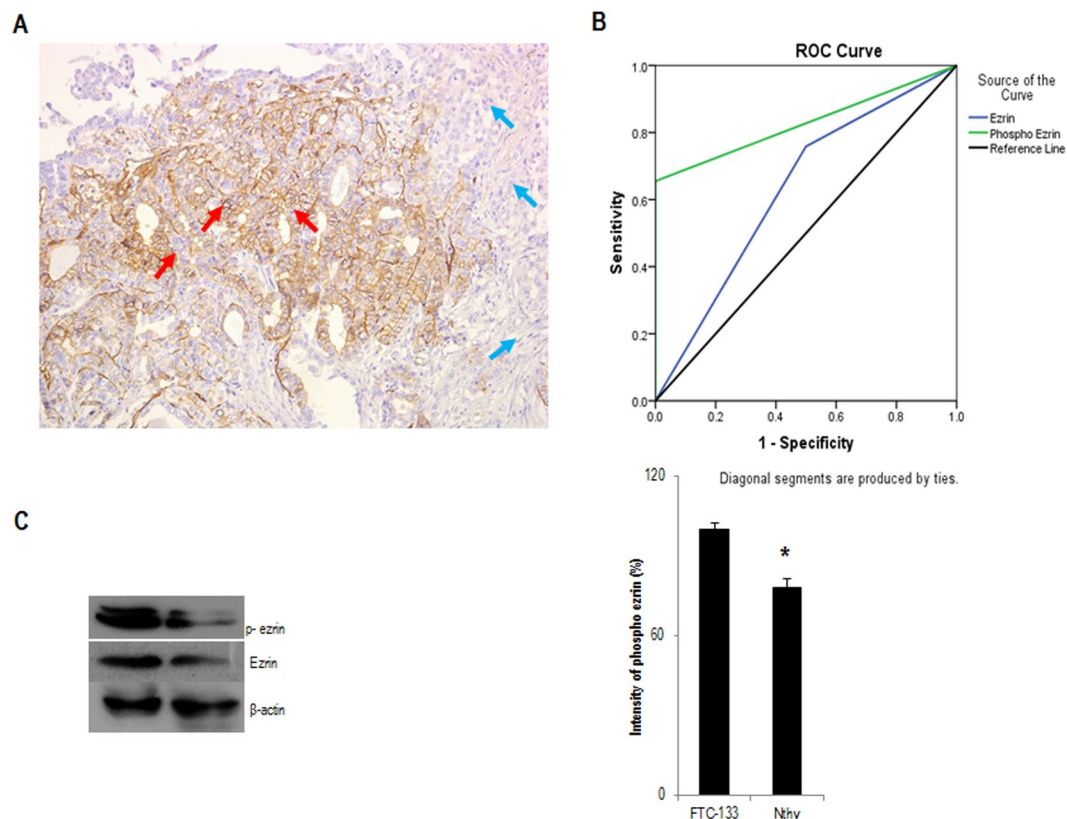 A
B
ROC Curve
Source of the
Curve
Ezrin
Phospho Ezrin
Reference Line
Sensitivity
1.0
0.8
0.6
0.4
0.2
0.0
0.0 0.2 0.4 0.6 0.8 1.0
1 - Specificity
Diagonal segments are produced by ties.
C
p- ezrin
Ezrin
β-actin
Intensity of phospho ezrin (%)
120
60
0
*
FTC-133 Nthy